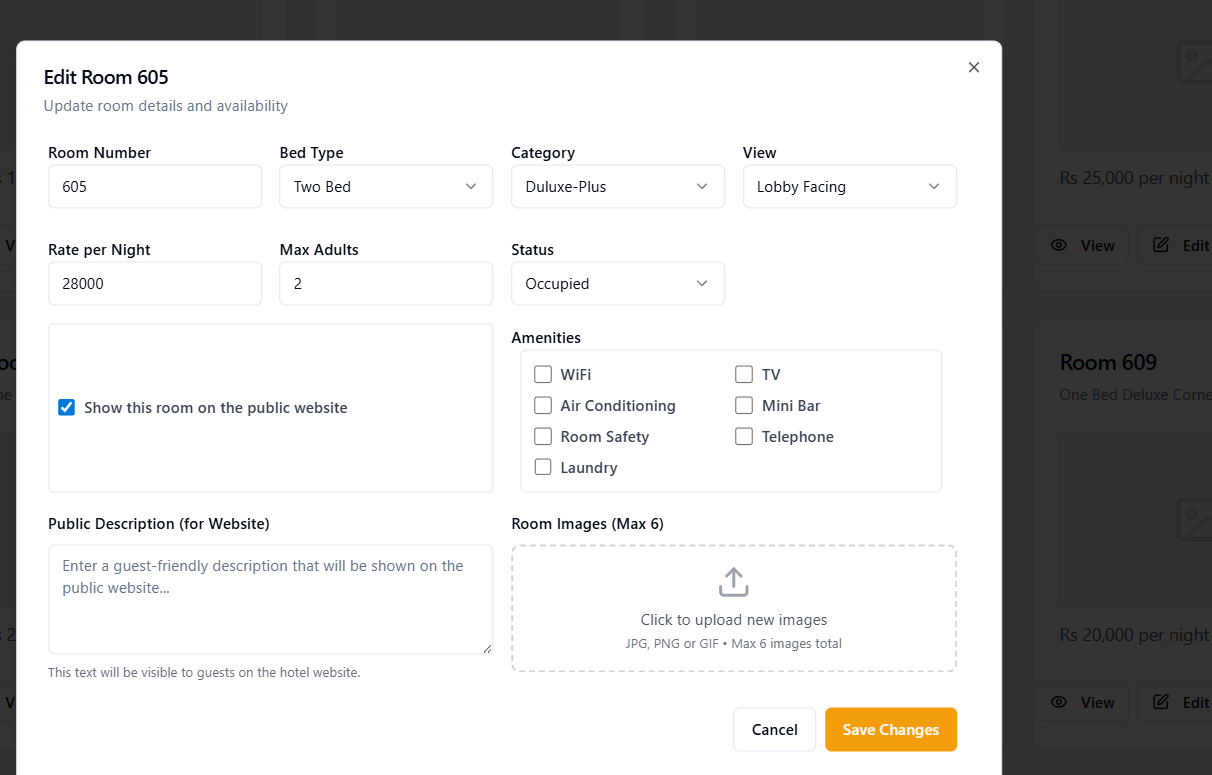 Edit Room 605
Update room details and availability
Room Number
Bed Type
Category
View
605
Two Bed
Duluxe-Plus
Lobby Facing
Rate per Night
Max Adults
Status
28000
2
Occupied
Show this room on the public website
Amenities
WiFi
TV
Air Conditioning
Mini Bar
Room Safety
Telephone
Laundry
Public Description (for Website)
Enter a guest-friendly description that will be shown on the
public website...
This text will be visible to guests on the hotel website.
Room Images (Max 6)
Click to upload new images
JPG, PNG or GIF • Max 6 images total
Cancel
Save Changes
Rs 25,000 per night
View
Edit
Room 609
One Bed Deluxe Corne
Rs 20,000 per night
View
Edit